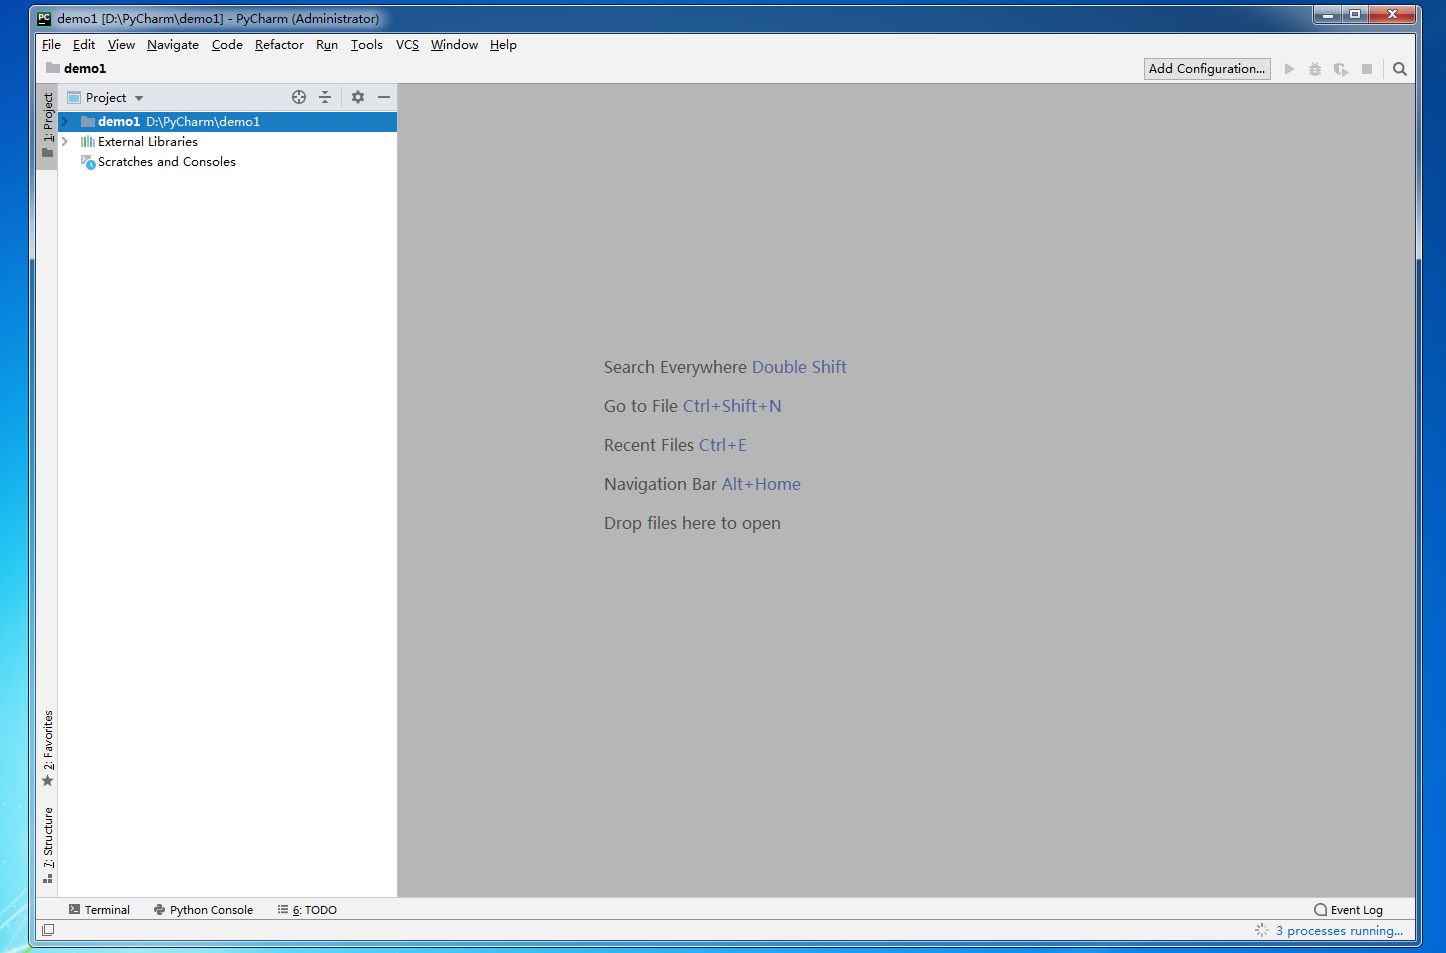 PC demo1 [D:\PyCharm\demo1] - PyCharm (Administrator)
File Edit View Navigate Code Refactor Run Tools VCS Window Help
demo1
Add Configuration...
1: Project
Project
demo1 D:\PyCharm\demo1
External Libraries
Scratches and Consoles
Search Everywhere Double Shift
Go to File Ctrl+Shift+N
Recent Files Ctrl+E
Navigation Bar Alt+Home
Drop files here to open
2: Favorites
7: Structure
Terminal Python Console 6: TODO Event Log
3 processes running...